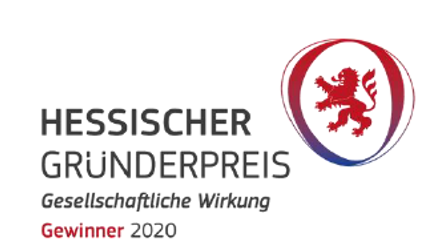 HESSISCHER
GRÜNDERPREIS
Gesellschaftliche Wirkung
Gewinner 2020